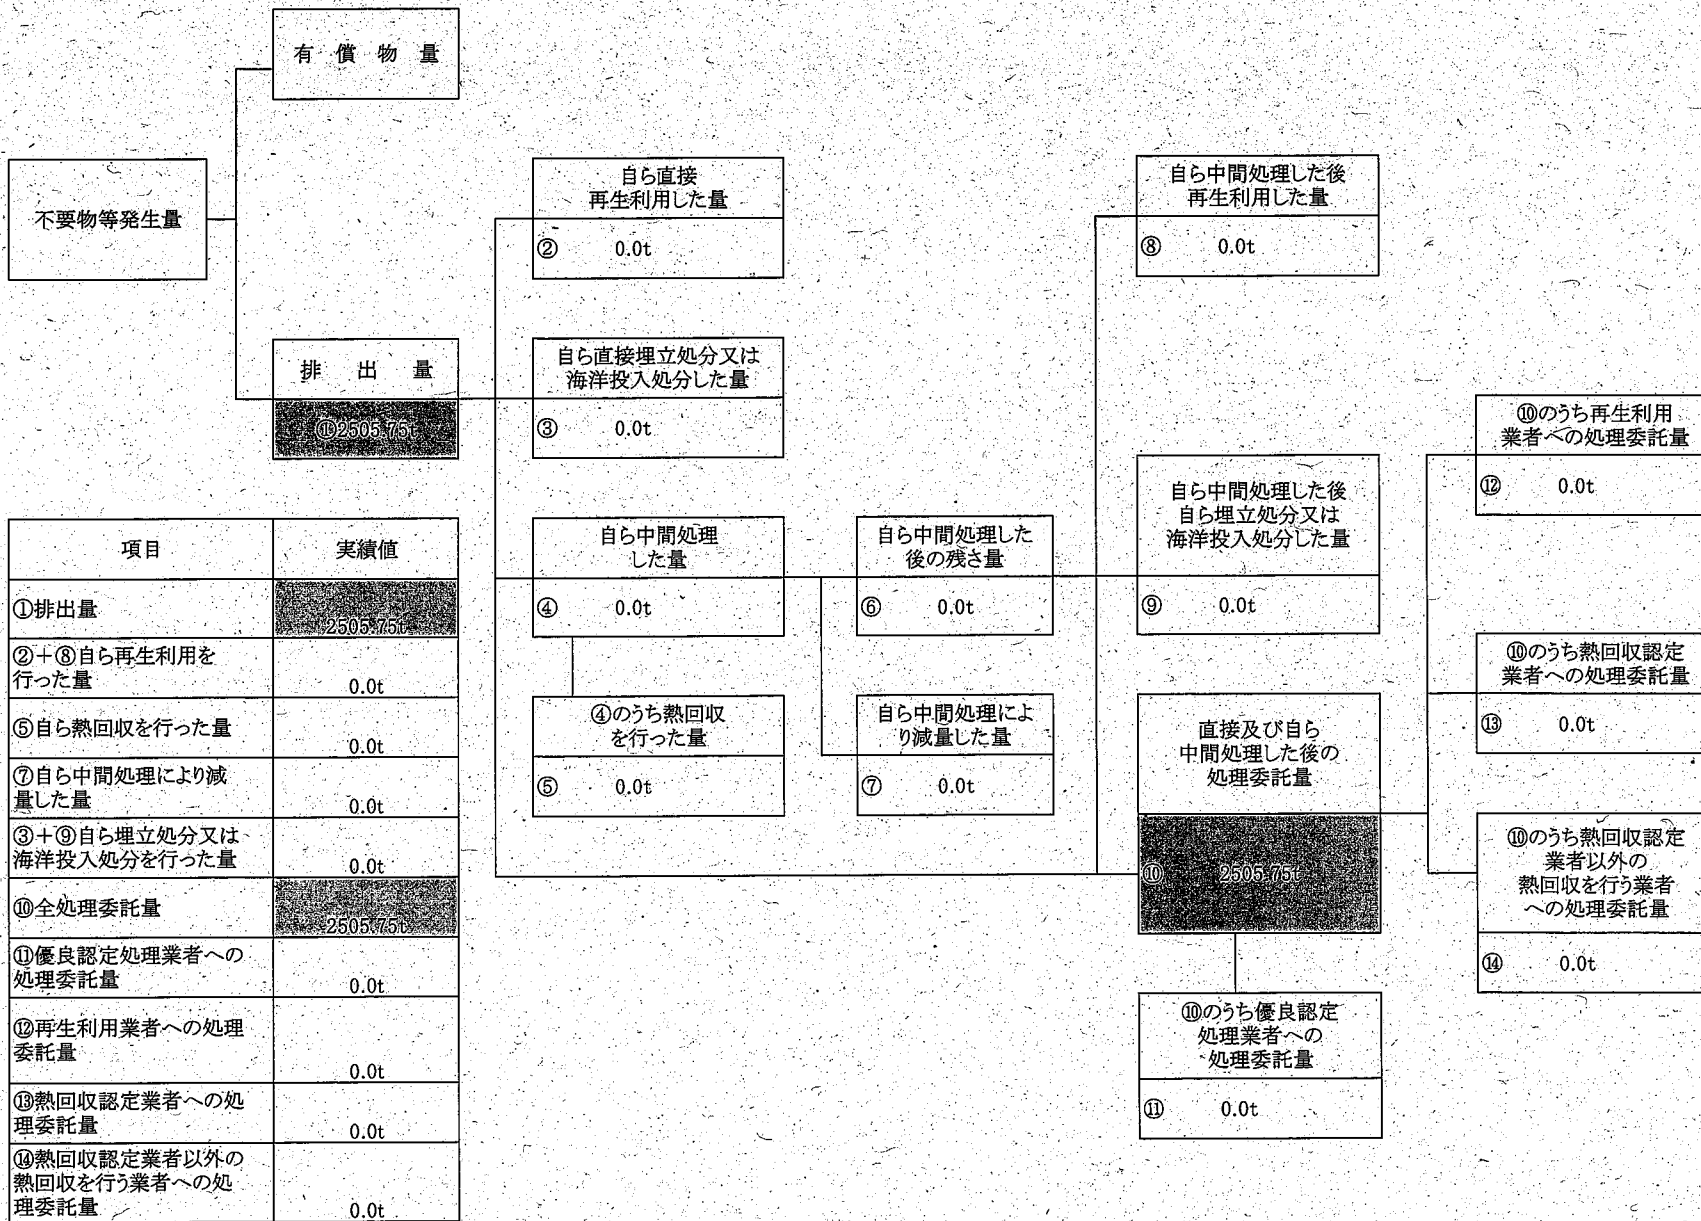 有 償 物 量
不要物等発生量
排 出 量
①2505.75t
自ら直接
再生利用した量
② 0.0t
自ら直接埋立処分又は
海洋投入処分した量
③ 0.0t
自ら中間処理
した量
④ 0.0t
④のうち熱回収
を行った量
⑤ 0.0t
自ら中間処理した
後の残さ量
⑥ 0.0t
自ら中間処理によ
り減量した量
⑦ 0.0t
自ら中間処理した後
再生利用した量
⑧ 0.0t
自ら中間処理した後
自ら埋立処分又は
海洋投入処分した量
⑨ 0.0t
直接及び自ら
中間処理した後の
処理委託量
⑩ 2505.75t
⑩のうち優良認定
処理業者への
処理委託量
⑪ 0.0t
⑩のうち再生利用
業者への処理委託量
⑫ 0.0t
⑩のうち熱回収認定
業者への処理委託量
⑬ 0.0t
⑩のうち熱回収認定
業者以外の
熱回収を行う業者
への処理委託量
⑭ 0.0t
項目 実績値
①排出量 2505.75t
②+⑧自ら再生利用を
行った量 0.0t
⑤自ら熱回収を行った量 0.0t
⑦自ら中間処理により減
量した量 0.0t
③+⑨自ら埋立処分又は
海洋投入処分を行った量 0.0t
⑩全処理委託量 2505.75t
⑪優良認定処理業者への
処理委託量 0.0t
⑫再生利用業者への処理
委託量 0.0t
⑬熱回収認定業者への処
理委託量 0.0t
⑭熱回収認定業者以外の
熱回収を行う業者への処
理委託量 0.0t